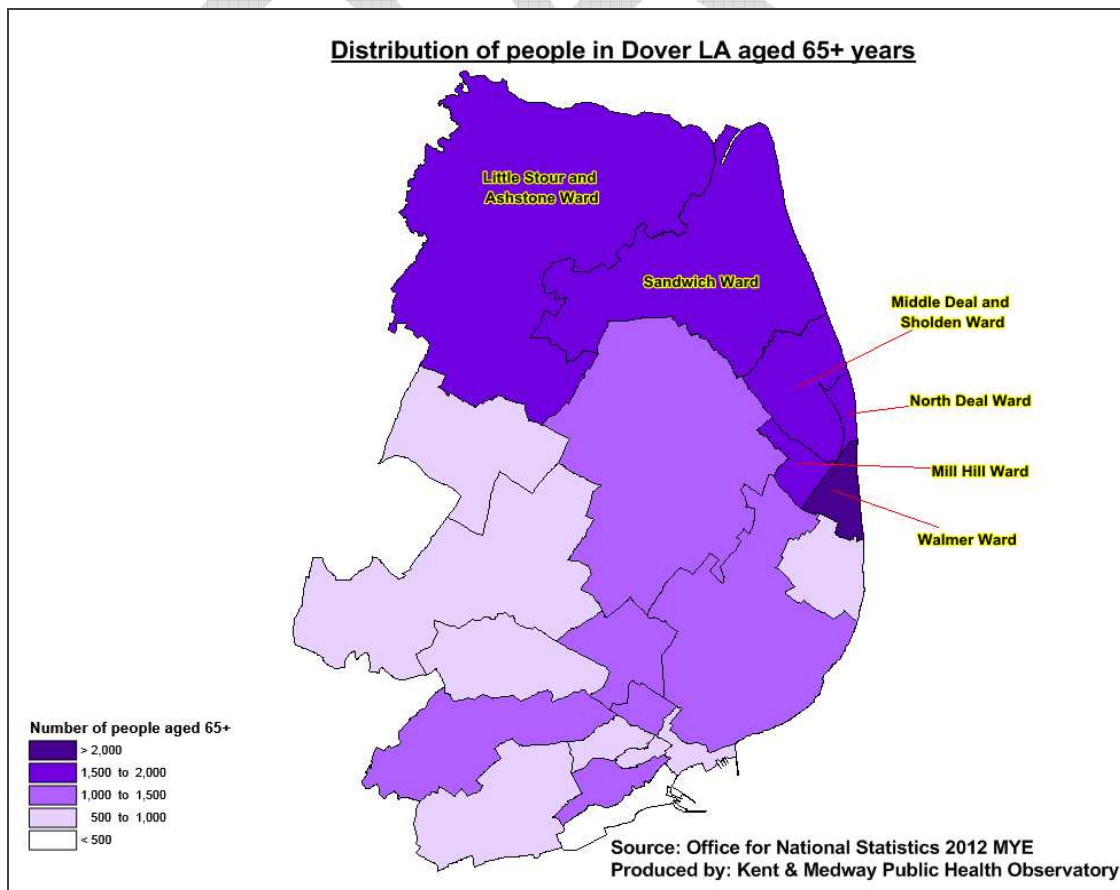 Distribution of people in Dover LA aged 65+ years
Little Stour and
Ashstone Ward
Sandwich Ward
Middle Deal and
Sholden Ward
North Deal Ward
Mill Hill Ward
Walmer Ward
Number of people aged 65+
> 2,000
1,500 to 2,000
1,000 to 1,500
500 to 1,000
< 500
Source: Office for National Statistics 2012 MYE
Produced by: Kent & Medway Public Health Observatory